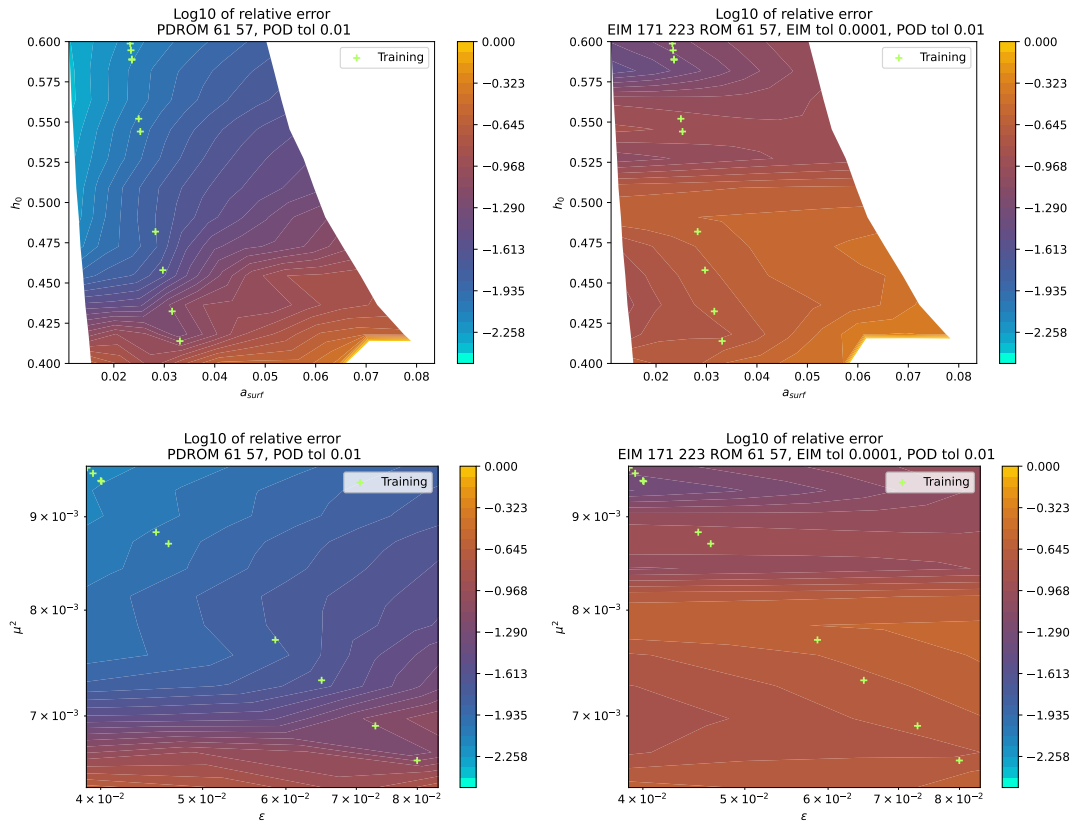 Log10 of relative error
PDROM 61 57, POD tol 0.01
0.600
0.575
0.550
0.525
0.500
0.475
0.450
0.425
0.400
h₀
0.02 0.03 0.04 0.05 0.06 0.07 0.08
a_surf
Training
0.000
−0.323
−0.645
−0.968
−1.290
−1.613
−1.935
−2.258
Log10 of relative error
EIM 171 223 ROM 61 57, EIM tol 0.0001, POD tol 0.01
0.600
0.575
0.550
0.525
0.500
0.475
0.450
0.425
0.400
h₀
0.02 0.03 0.04 0.05 0.06 0.07 0.08
a_surf
Training
0.000
−0.323
−0.645
−0.968
−1.290
−1.613
−1.935
−2.258
Log10 of relative error
PDROM 61 57, POD tol 0.01
9 × 10⁻³
8 × 10⁻³
7 × 10⁻³
μ²
4 × 10⁻² 5 × 10⁻² 6 × 10⁻² 7 × 10⁻² 8 × 10⁻²
ε
Training
0.000
−0.323
−0.645
−0.968
−1.290
−1.613
−1.935
−2.258
Log10 of relative error
EIM 171 223 ROM 61 57, EIM tol 0.0001, POD tol 0.01
9 × 10⁻³
8 × 10⁻³
7 × 10⁻³
μ²
4 × 10⁻² 5 × 10⁻² 6 × 10⁻² 7 × 10⁻² 8 × 10⁻²
ε
Training
0.000
−0.323
−0.645
−0.968
−1.290
−1.613
−1.935
−2.258